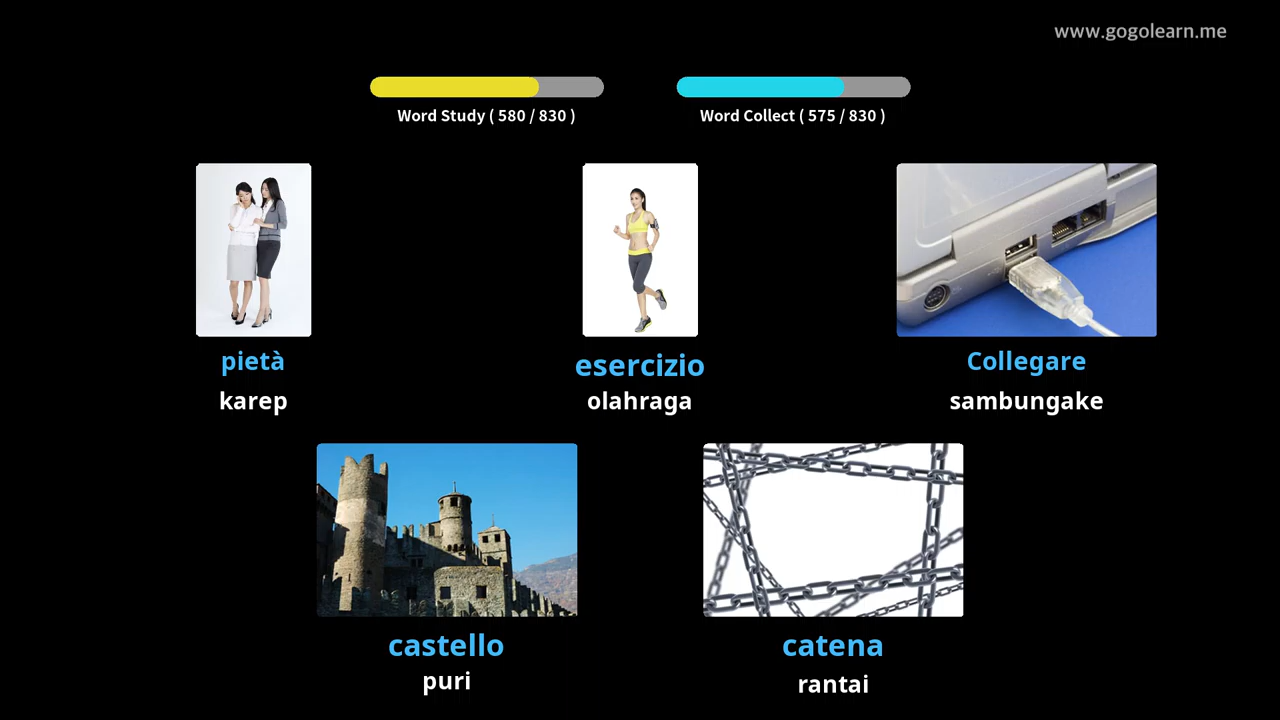 www.gogolearn.me
Word Study ( 580 / 830 )
Word Collect ( 575 / 830 )
pietà
karep
esercizio
olahraga
Collegare
sambungake
castello
puri
catena
rantai